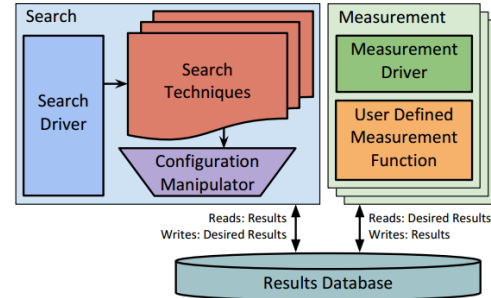 Search
Search
Driver
Search
Techniques
Configuration
Manipulator
Measurement
Measurement
Driver
User Defined
Measurement
Function
Reads: Results
Writes: Desired Results
Reads: Desired Results
Writes: Results
Results Database